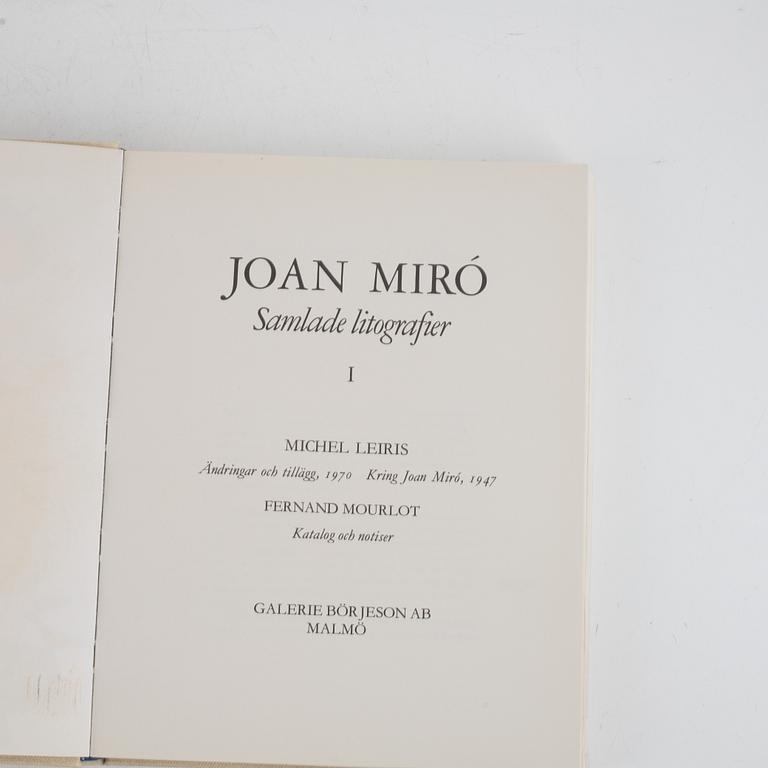 JOAN MIRÓ
Samlade litografier
I
MICHEL LEIRIS
Ändringar och tillägg, 1970 Kring Joan Miró, 1947
FERNAND MOURLOT
Katalog och notiser
GALERIE BÖRJESON AB
MALMÖ